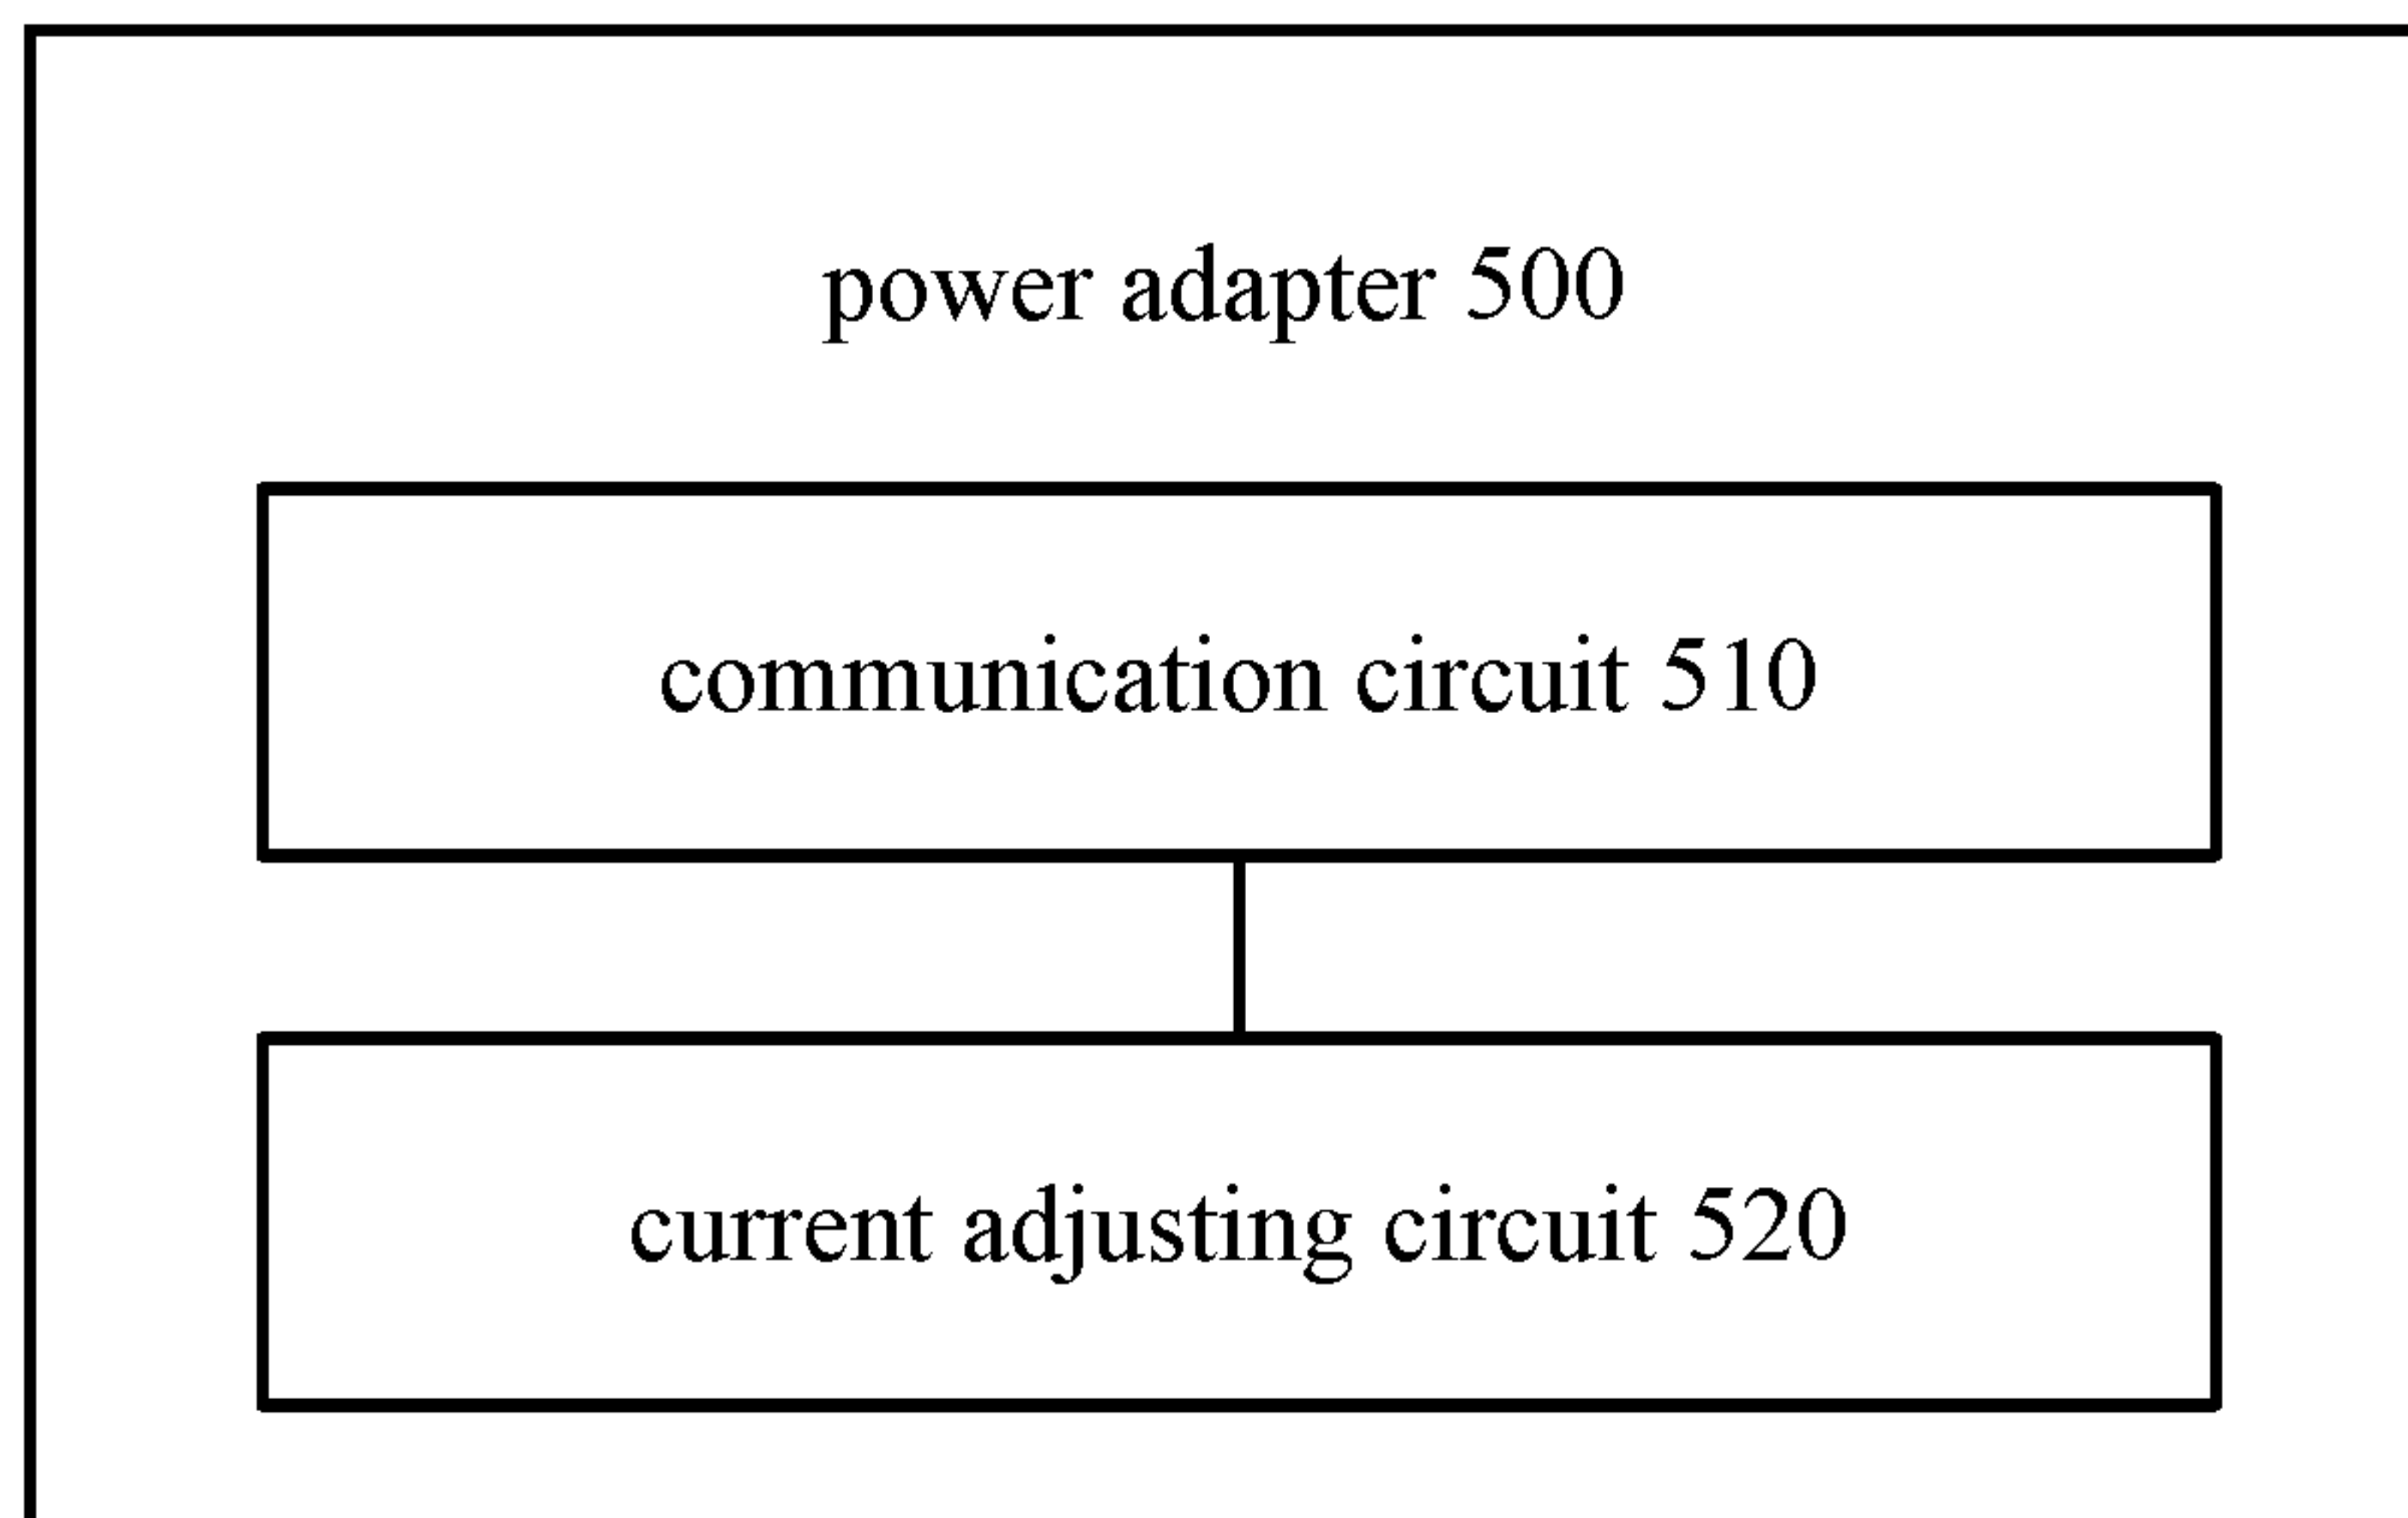 power adapter 500
communication circuit 510
current adjusting circuit 520